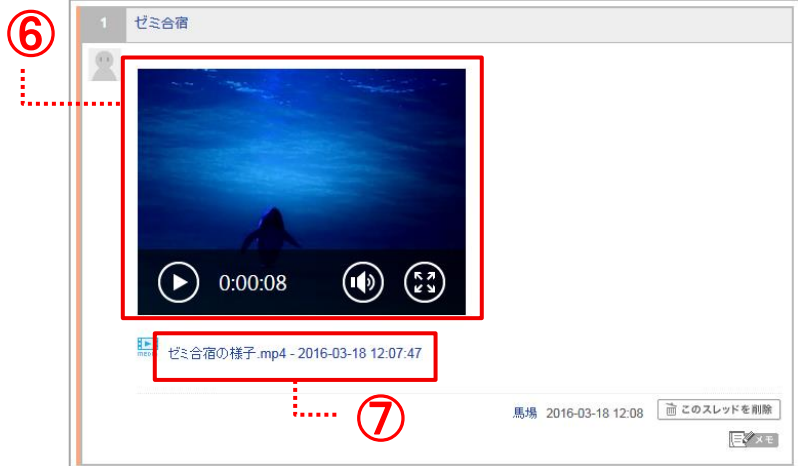 ⑥
1 ゼミ合宿
0:00:08
ゼミ合宿の様子.mp4 - 2016-03-18 12:07:47
⑦
馬場 2016-03-18 12:08 このスレッドを削除
メモ